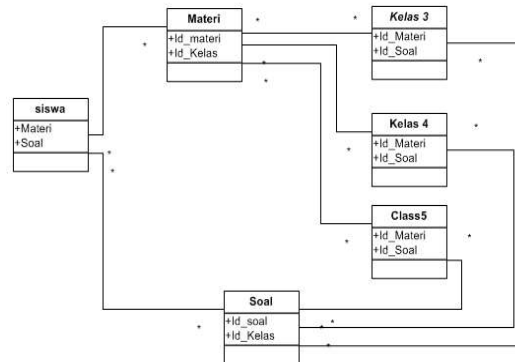 Materi
+Id_materi
+Id_Kelas
Kelas 3
+Id_Materi
+Id_Soal
siswa
+Materi
+Soal
Kelas 4
+Id_Materi
+Id_Soal
Class5
+Id_Materi
+Id_Soal
Soal
+Id_soal
+Id_Kelas